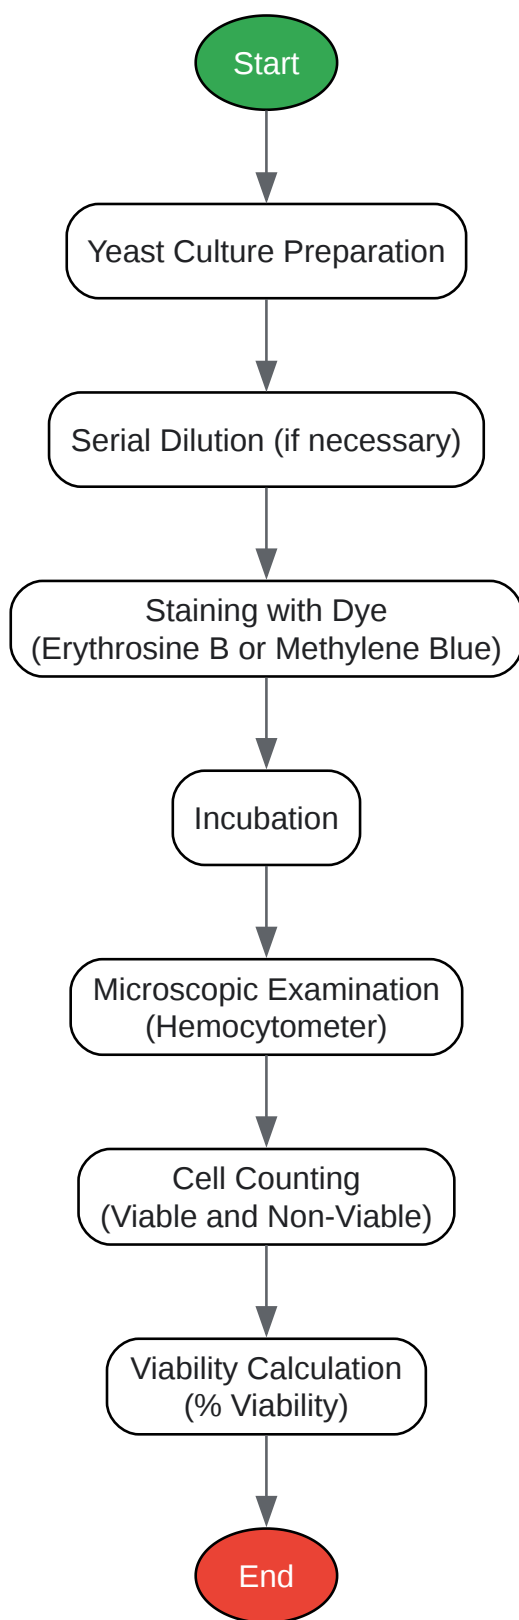 Start
Yeast Culture Preparation
Serial Dilution (if necessary)
Staining with Dye
(Erythrosine B or Methylene Blue)
Incubation
Microscopic Examination
(Hemocytometer)
Cell Counting
(Viable and Non-Viable)
Viability Calculation
(% Viability)
End